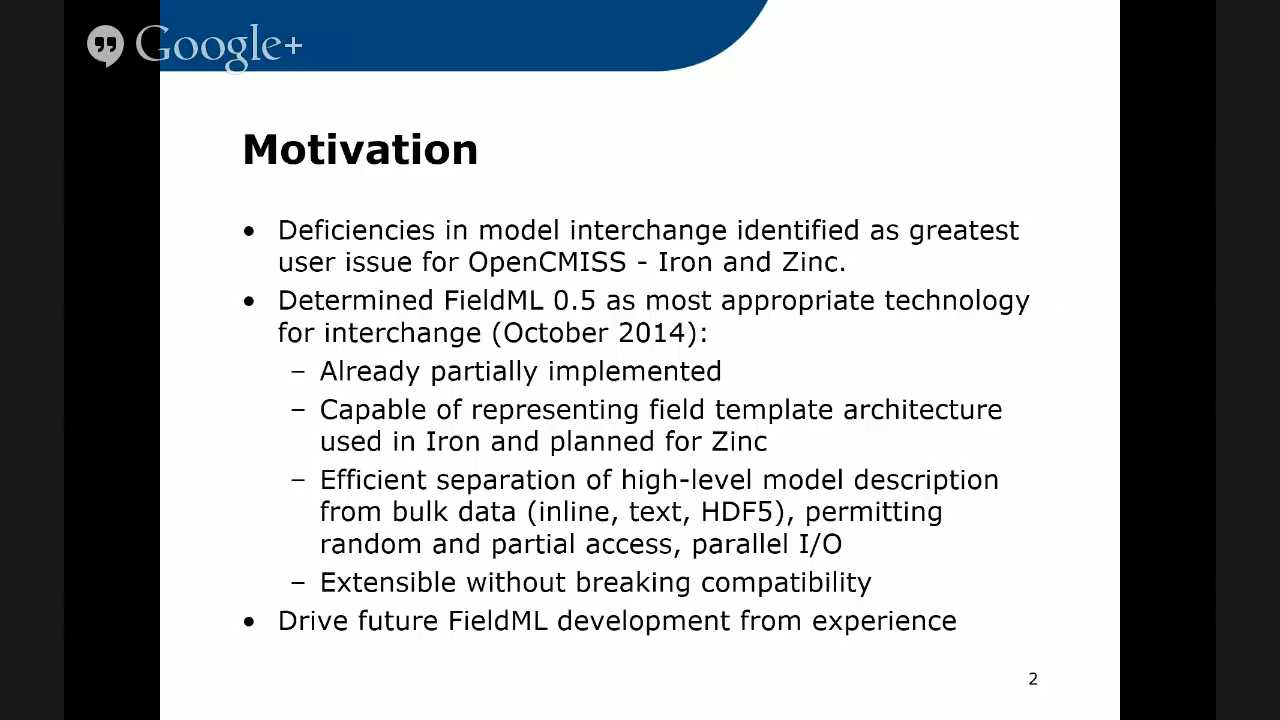 Google+
Motivation
• Deficiencies in model interchange identified as greatest
user issue for OpenCMISS - Iron and Zinc.
• Determined FieldML 0.5 as most appropriate technology
for interchange (October 2014):
– Already partially implemented
– Capable of representing field template architecture
used in Iron and planned for Zinc
– Efficient separation of high-level model description
from bulk data (inline, text, HDF5), permitting
random and partial access, parallel I/O
– Extensible without breaking compatibility
• Drive future FieldML development from experience
2